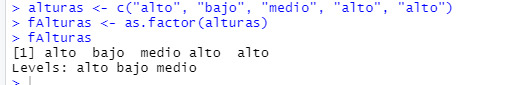 > alturas <- c("alto", "bajo", "medio", "alto", "alto")
> fAlturas <- as.factor(alturas)
> fAlturas
[1] alto  bajo  medio alto  alto 
Levels: alto bajo medio
>